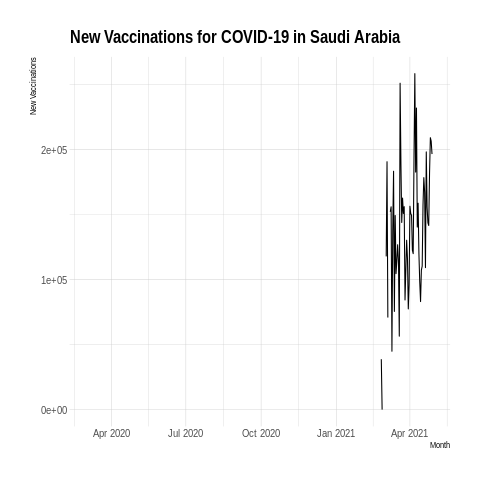 New Vaccinations for COVID-19 in Saudi Arabia
New Vaccinations
2e+05
1e+05
0e+00
Apr 2020 Jul 2020 Oct 2020 Jan 2021 Apr 2021
Month